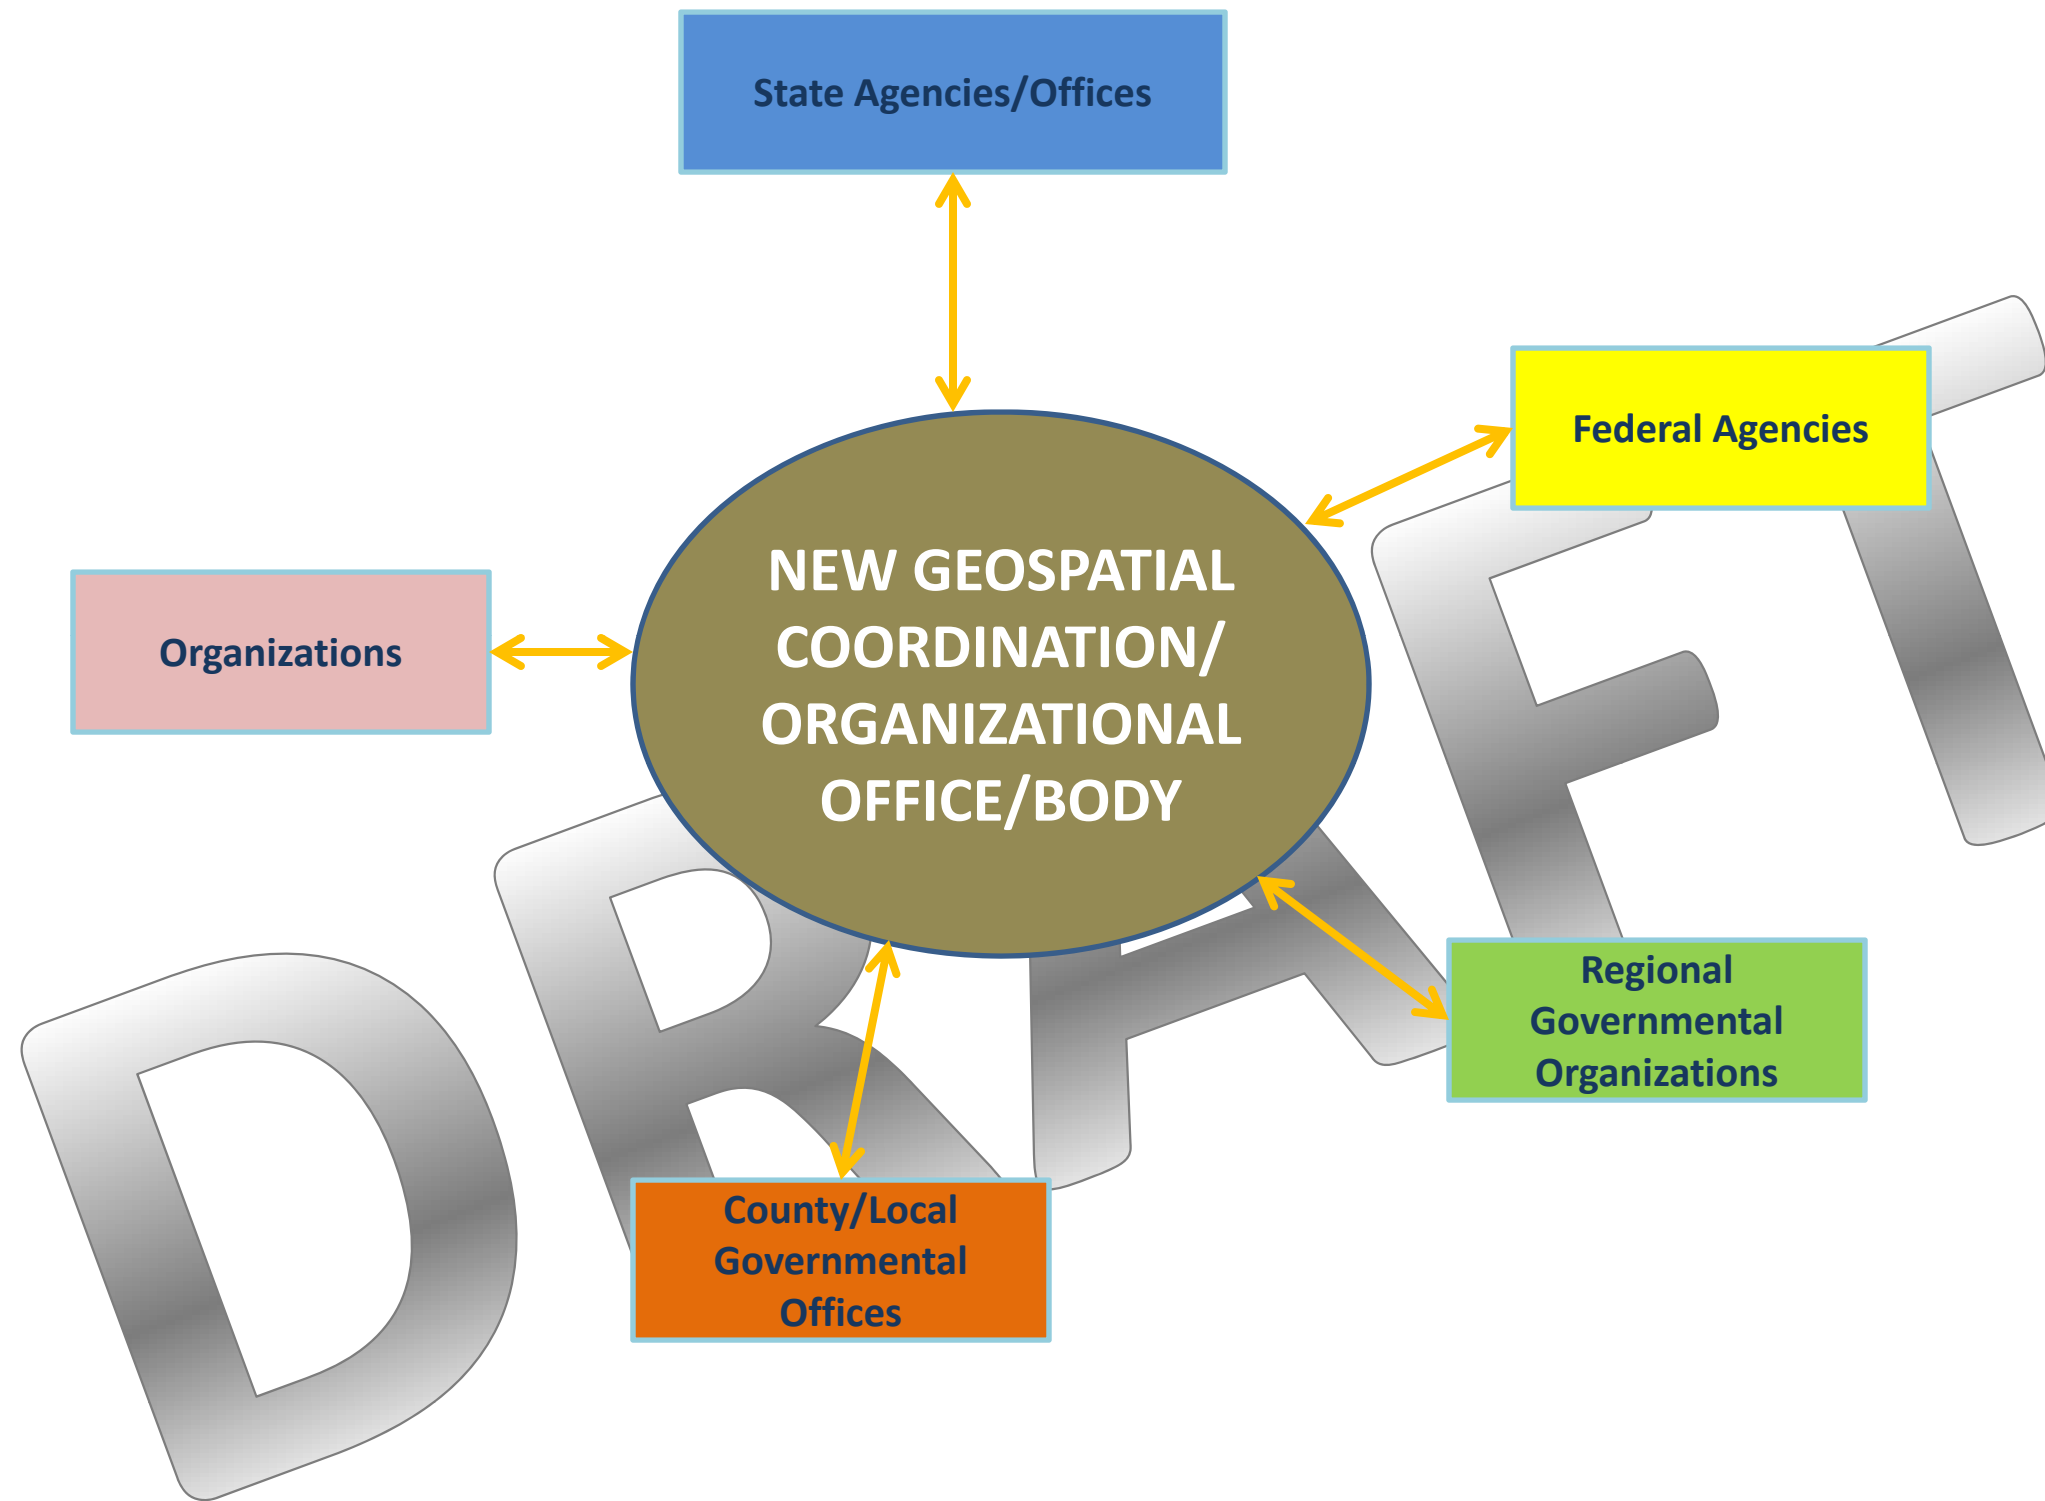 State Agencies/Offices
Federal Agencies
NEW GEOSPATIAL
COORDINATION/
ORGANIZATIONAL
OFFICE/BODY
Organizations
Regional
Governmental
Organizations
County/Local
Governmental
Offices
DRAFT